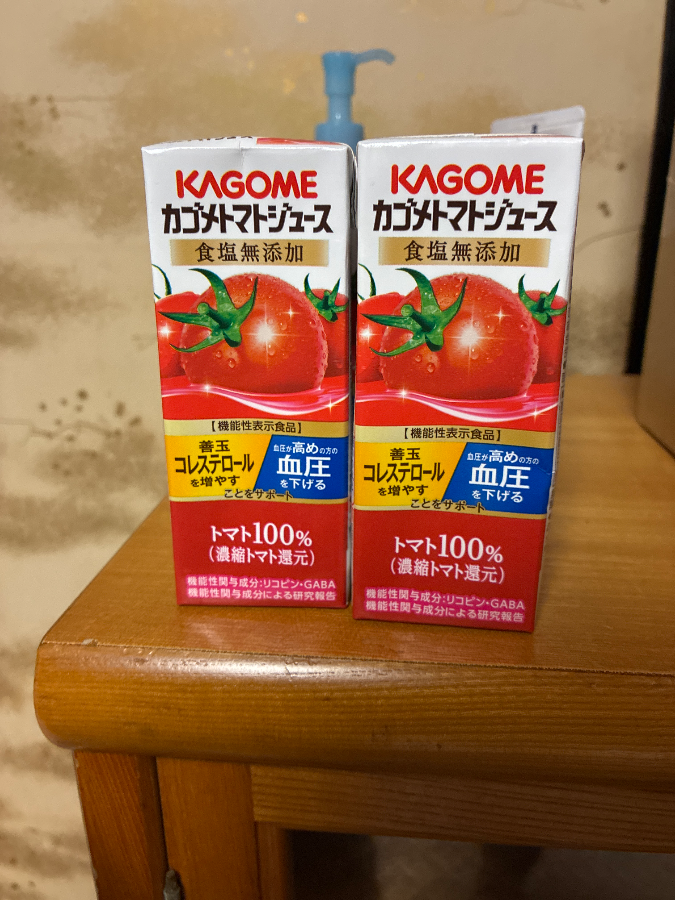 KAGOME
カゴメトマトジュース
食塩無添加
【機能性表示食品】
善玉
コレステロール
を増やす
血圧が高めの方の
血圧
を下げる
ことをサポート
トマト100%
(濃縮トマト還元)
機能性関与成分:リコピン・GABA
機能性関与成分による研究報告
KAGOME
カゴメトマトジュース
食塩無添加
【機能性表示食品】
善玉
コレステロール
を増やす
血圧が高めの方の
血圧
を下げる
ことをサポート
トマト100%
(濃縮トマト還元)
機能性関与成分:リコピン・GABA
機能性関与成分による研究報告